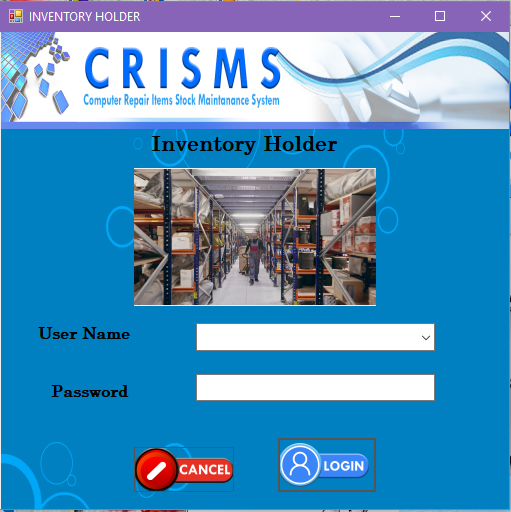 INVENTORY HOLDER
CRISMS
Computer Repair Items Stock Maintanance System
Inventory Holder
User Name
Password
CANCEL
LOGIN